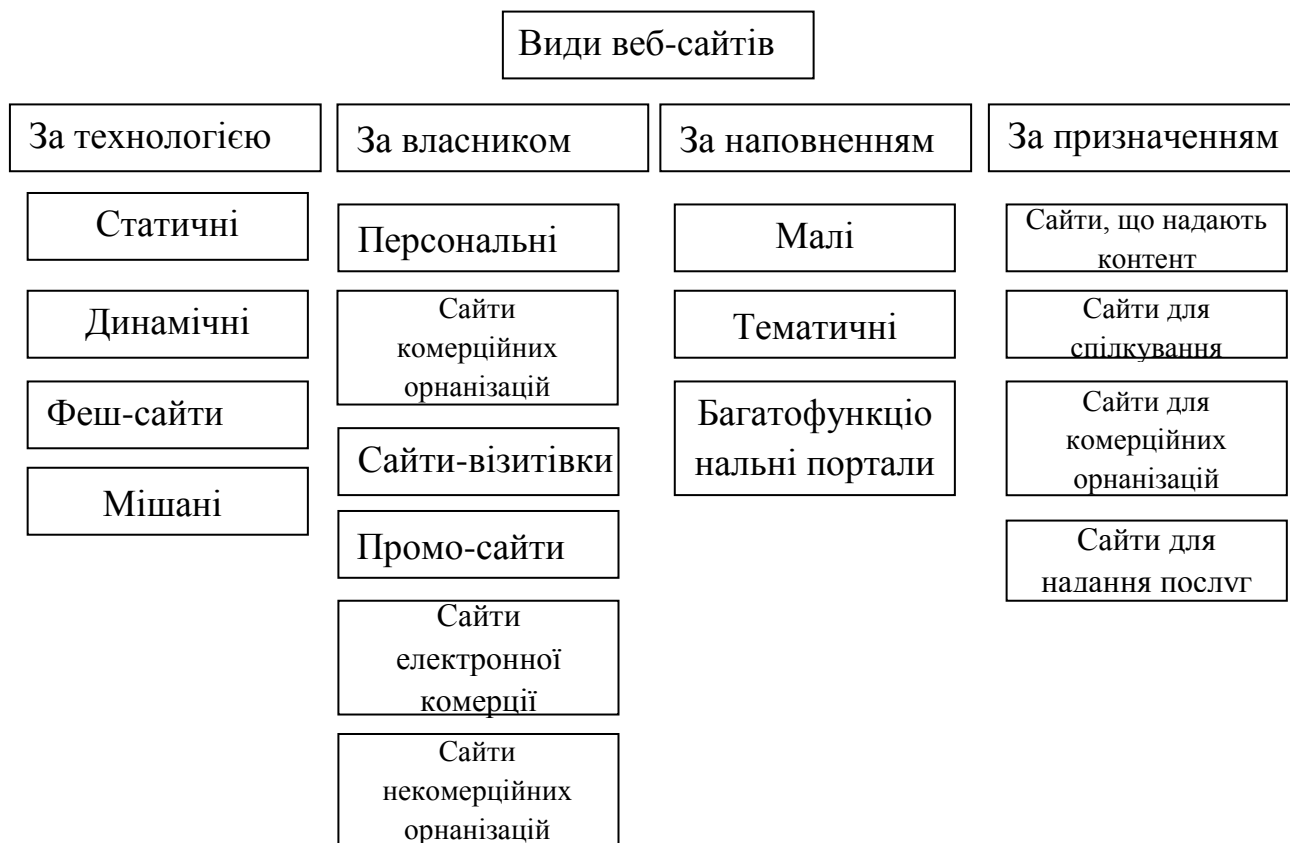 Види веб-сайтів
За технологією
Статичні
Динамічні
Феш-сайти
Мішані
За власником
Персональні
Сайти
комерційних
орнанізацій
Сайти-візитівки
Промо-сайти
Сайти
електронної
комерції
Сайти
некомерційних
орнанізацій
За наповненням
Малі
Тематичні
Багатофункціо
нальні портали
За призначенням
Сайти, що надають
контент
Сайти для
спілкування
Сайти для
комерційних
орнанізацій
Сайти для
надання послуг